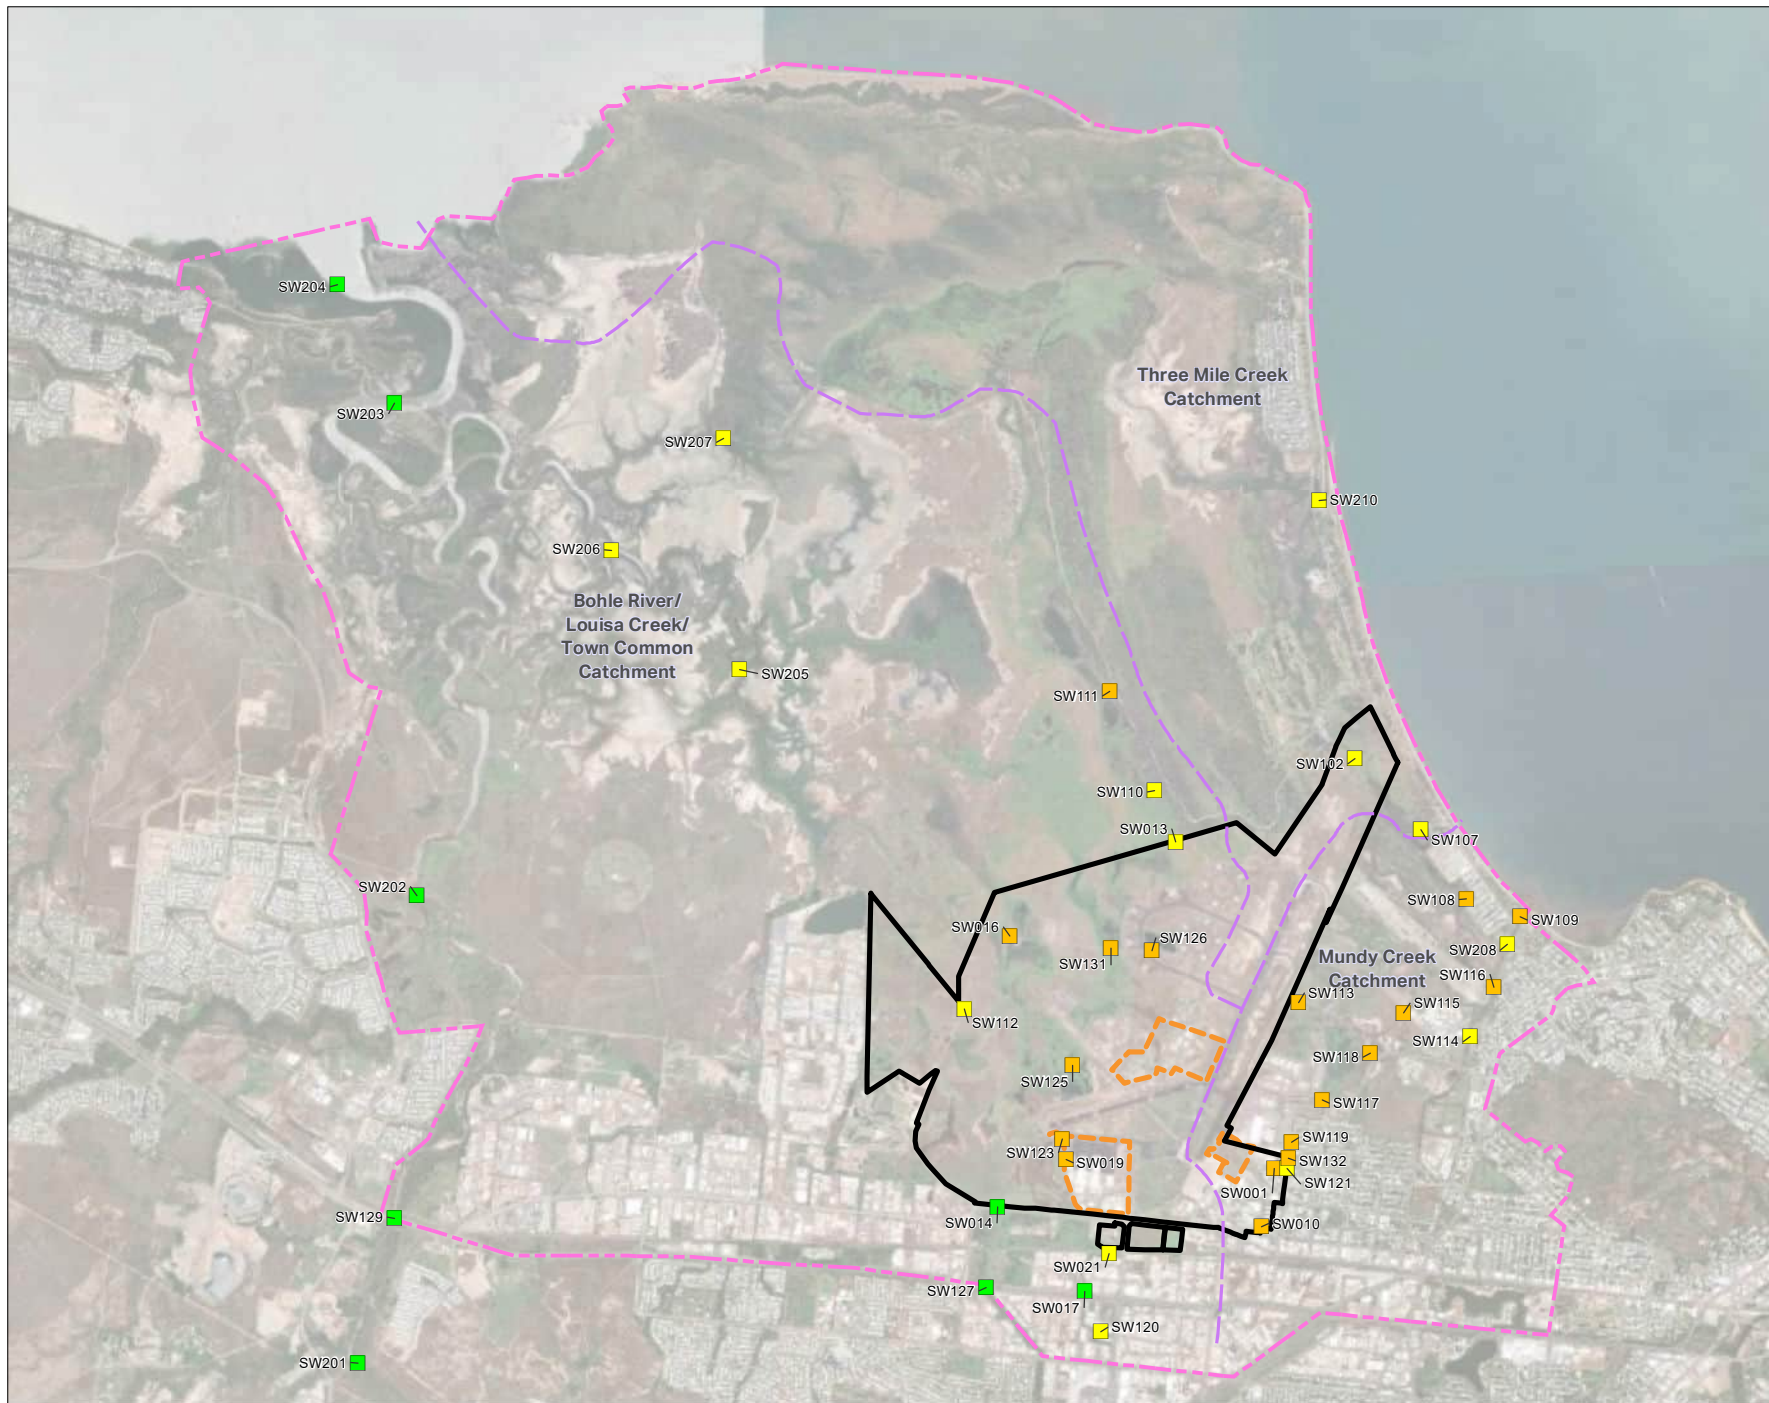 SW204
Three Mile Creek
Catchment
SW203
SW207
SW210
SW206
Bohle River/
Louisa Creek/
Town Common
Catchment
SW205
SW111
SW102
SW110
SW013
SW107
SW202
SW108
SW109
SW016
SW126
SW208
SW131
Mundy Creek
Catchment
SW116
SW113
SW115
SW112
SW114
SW118
SW125
SW117
SW119
SW123
SW019
SW132
SW121
SW001
SW129
SW014
SW010
SW021
SW127
SW017
SW120
SW201